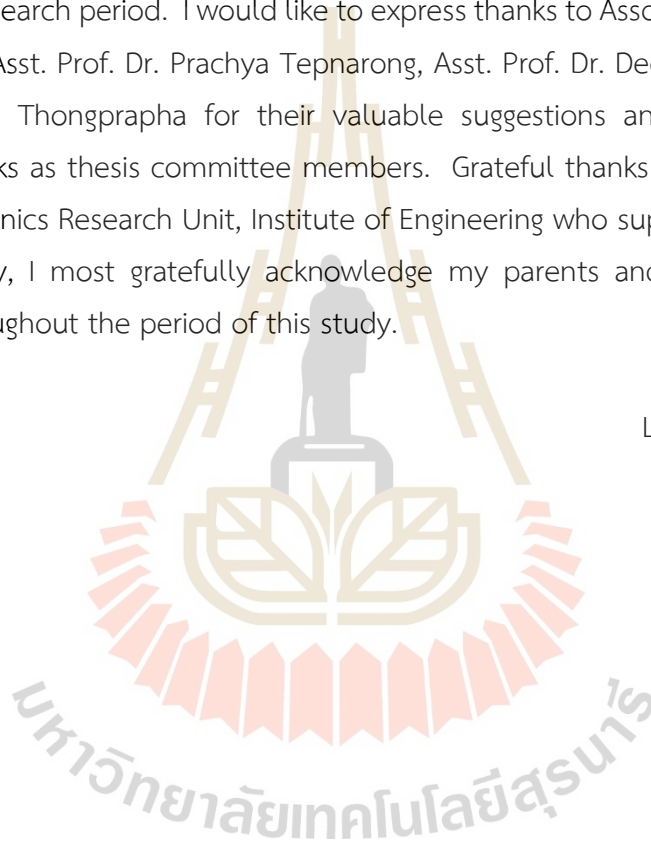 earch period. I would like to express thanks to Asso
Asst. Prof. Dr. Prachya Tepnarong, Asst. Prof. Dr. De
Thongprapha for their valuable suggestions an
ks as thesis committee members. Grateful thanks
nics Research Unit, Institute of Engineering who sup
y, I most gratefully acknowledge my parents and
ughout the period of this study.
L
มหาวิทยาลัยเทคโนโลยีสุรนารี